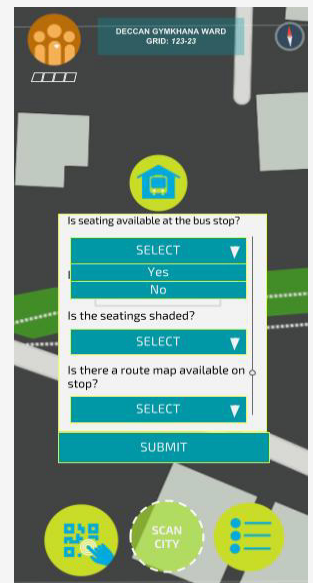 DECCAN GYMKHANA WARD
GRID: 123-23
Is seating available at the bus stop?
SELECT
Yes
No
Is the seatings shaded?
SELECT
Is there a route map available on
stop?
SELECT
SUBMIT
SCAN
CITY